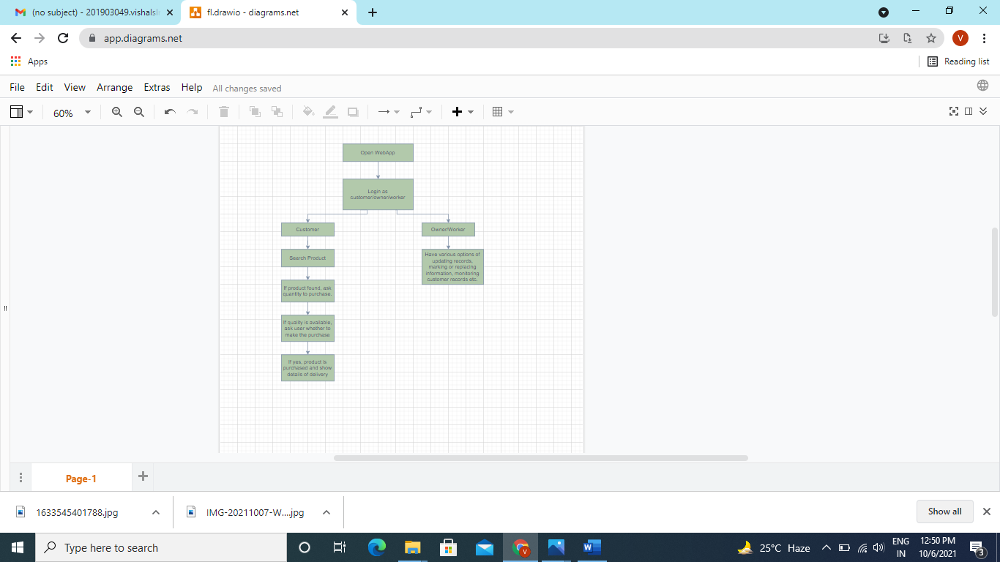 (no subject) - 201903049.vishalsl
fl.drawio - diagrams.net
app.diagrams.net
V
Apps
Reading list
File Edit View Arrange Extras Help All changes saved
60%
Open WebApp
Login as
customer/owner/worker
Customer
Owner/Worker
Search Product
Have various options of
updating records,
marking or replacing
information, monitoring
customer records etc.
If product found, ask
quantity to purchase.
If quality is available,
ask user whether to
make the purchase
If yes, product is
purchased and show
details of delivery
Page-1
1633545401788.jpg
IMG-20211007-W....jpg
Show all
Type here to search
V
W
25°C Haze
ENG
IN
12:50 PM
10/6/2021
3